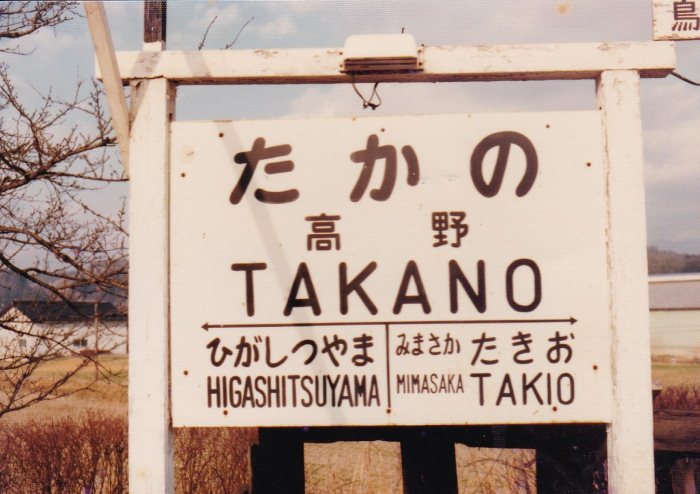 鳥
たかの
高野
TAKANO
ひがしつやま みまさかたきお
HIGASHITSUYAMA MIMASAKA TAKIO